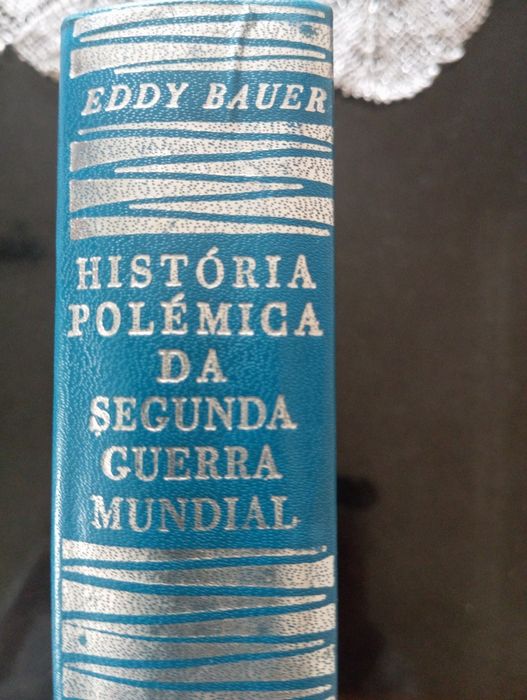 EDDY BAUER
HISTÓRIA
POLÉMICA
DA
SEGUNDA
GUERRA
MUNDIAL